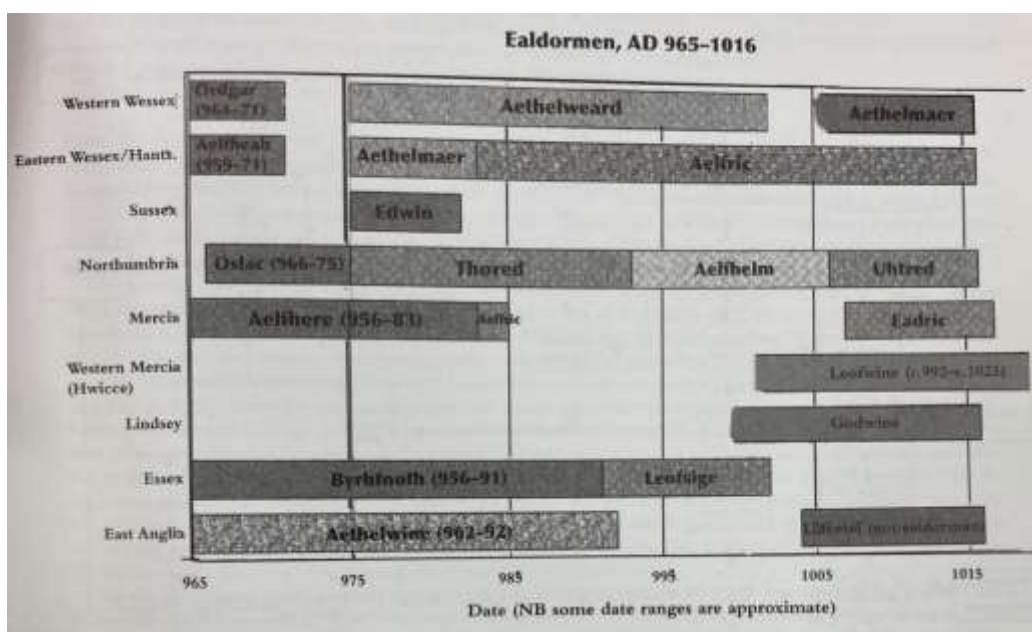 Ealdormen, AD 965–1016
Western Wessex
Ordgar
(964–71)
Aethelweard
Aethelmaer
Eastern Wessex/Hants.
Aelfheah
(959–71)
Aethelmaer
Aelfric
Sussex
Edwin
Northumbria
Oslac (966–75)
Thored
Aelfhelm
Uhtred
Mercia
Aelfhere (956–83)
Aelfric
Eadric
Western Mercia
(Hwicce)
Leofwine (c.992–c.1023)
Lindsey
Godwine
Essex
Byrhtnoth (956–91)
Leofsige
East Anglia
Aethelwine (962–92)
965
975
985
995
1005
1015
Date (NB some date ranges are approximate)